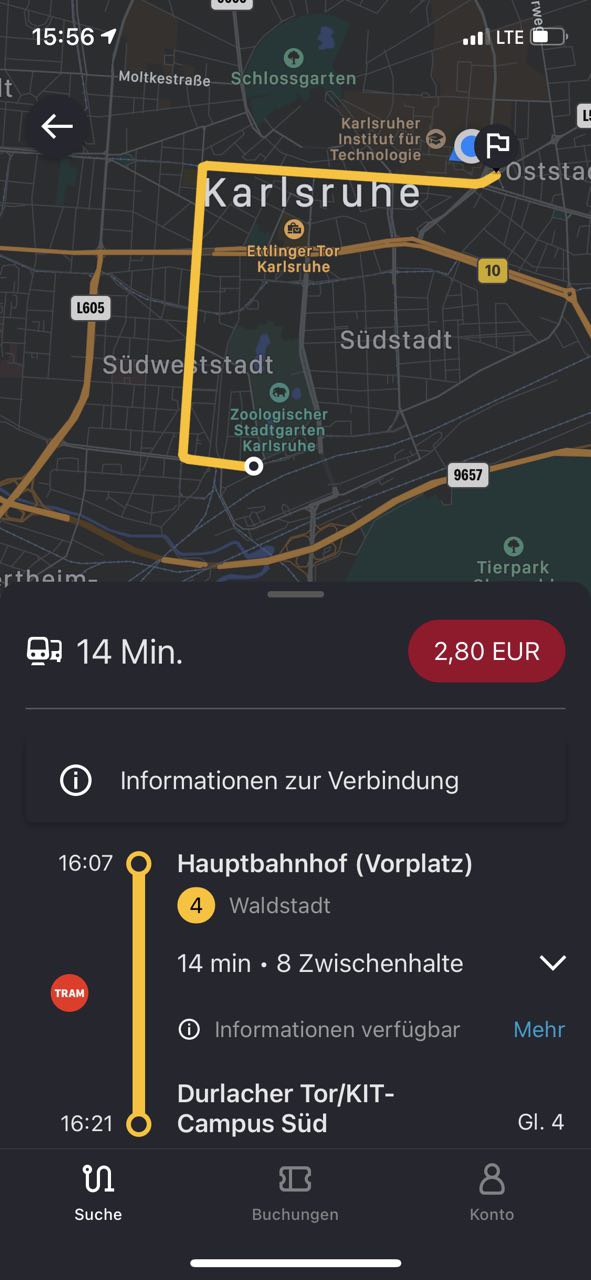 15:56
LTE
Moltkestraße
Schlossgarten
Karlsruher
Institut für
Technologie
Oststa
Karlsruhe
Ettlinger Tor
Karlsruhe
10
L605
Südstadt
Südweststadt
Zoologischer
Stadtgarten
Karlsruhe
9657
Tierpark
ertheim-
14 Min.
2,80 EUR
Informationen zur Verbindung
16:07 Hauptbahnhof (Vorplatz)
4 Waldstadt
14 min • 8 Zwischenhalte
TRAM
Informationen verfügbar Mehr
Durlacher Tor/KIT-
16:21 Campus Süd Gl. 4
Suche Buchungen Konto